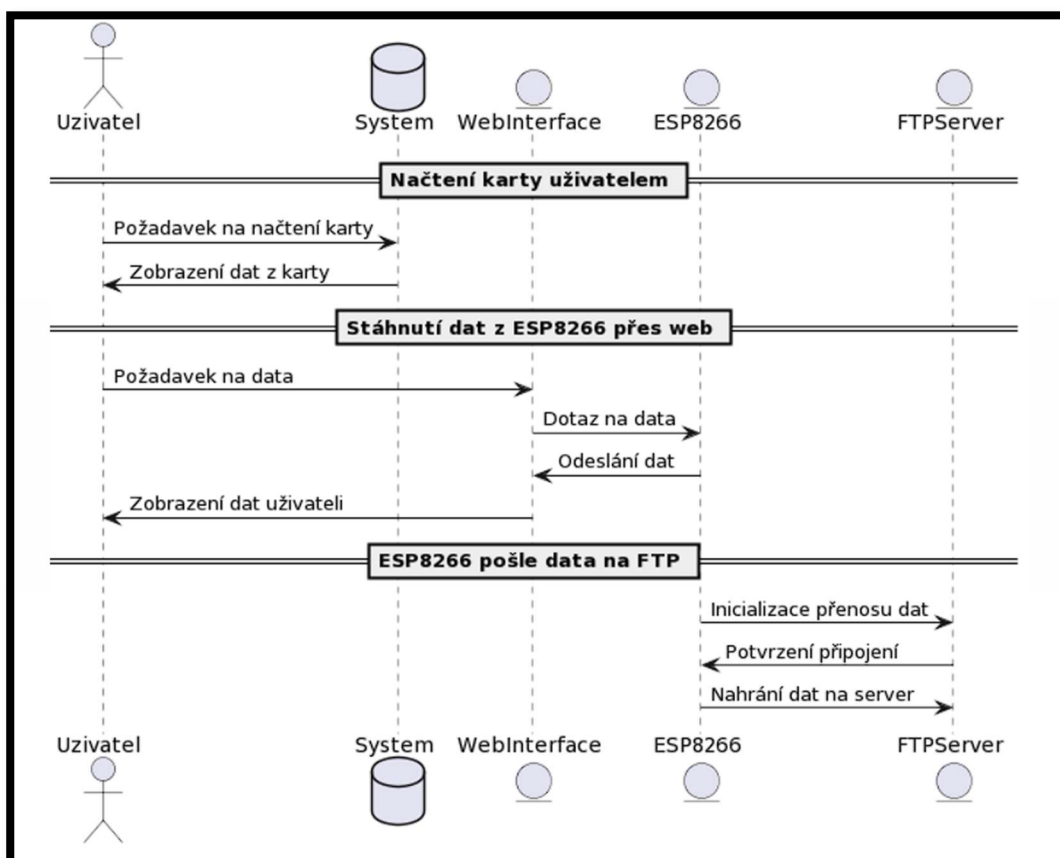 Uzivatel System WebInterface ESP8266 FTPServer
Načtení karty uživatelem
Požadavek na načtení karty
Zobrazení dat z karty
Stáhnutí dat z ESP8266 přes web
Požadavek na data
Dotaz na data
Odeslání dat
Zobrazení dat uživateli
ESP8266 pošle data na FTP
Inicializace přenosu dat
Potvrzení připojení
Nahrání dat na server
Uzivatel System WebInterface ESP8266 FTPServer